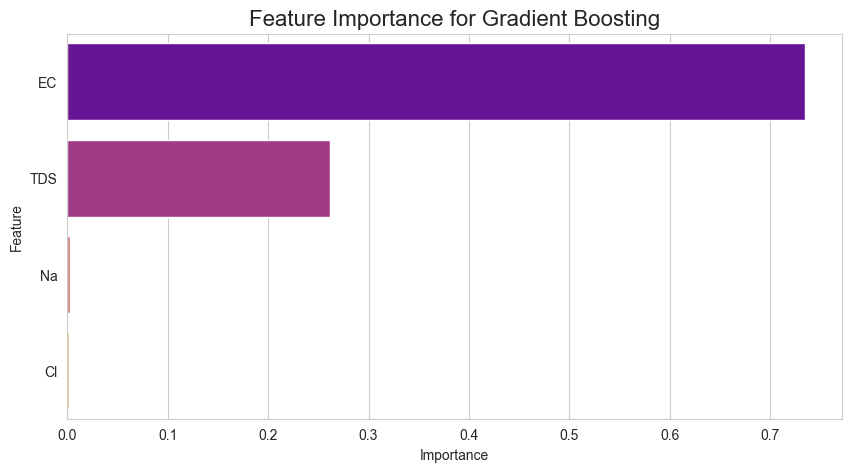 Feature Importance for Gradient Boosting
EC
TDS
Na
Cl
Feature
0.0 0.1 0.2 0.3 0.4 0.5 0.6 0.7
Importance